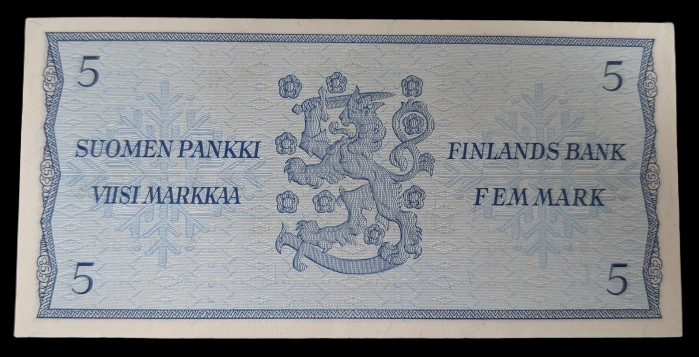 5 5
SUOMEN PANKKI FINLANDS BANK
VIISI MARKKAA FEM MARK
5 5